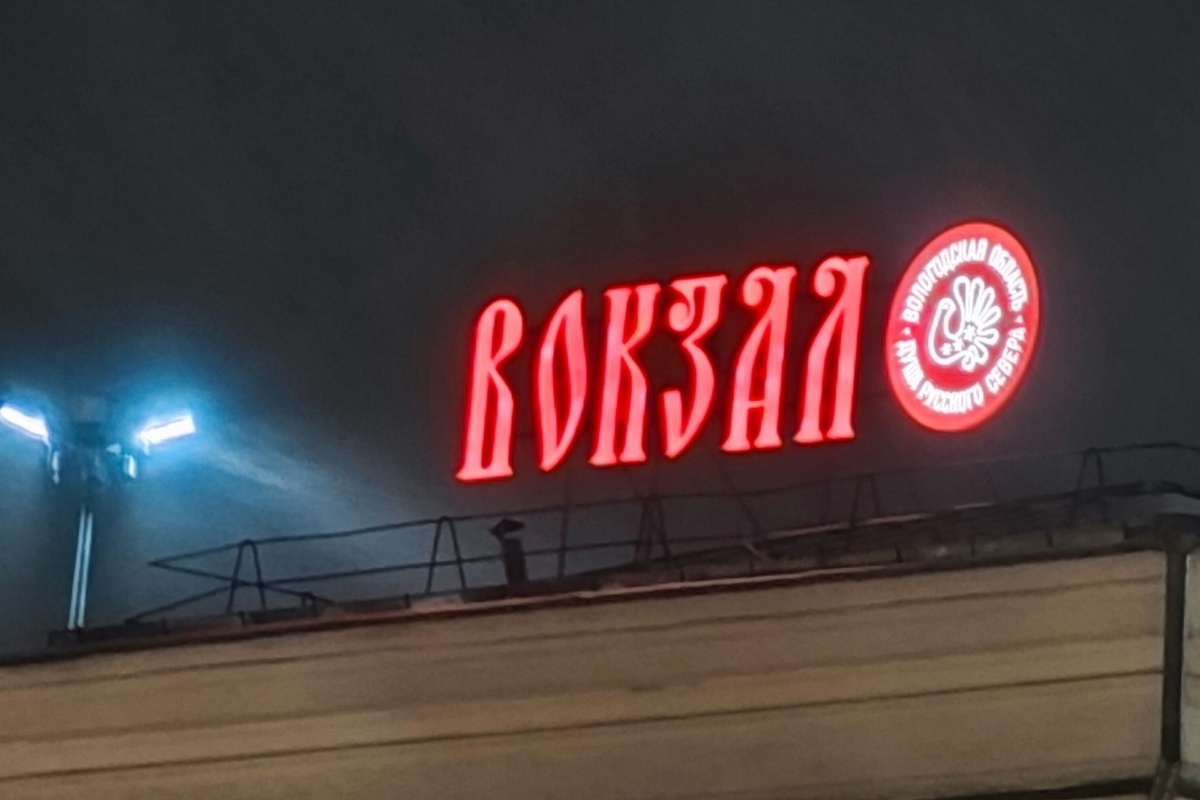 ВОКЗАЛ
ВОЛОГОДСКАЯ ОБЛАСТЬ
ДУША РУССКОГО СЕВЕРА